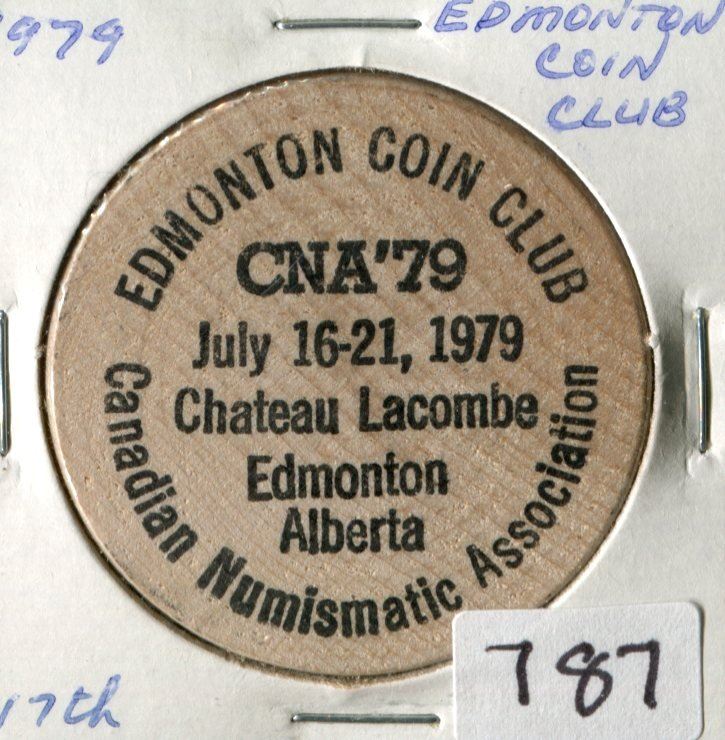 1979
EDMONTON
COIN
CLUB
EDMONTON COIN CLUB
CNA'79
July 16-21, 1979
Chateau Lacombe
Edmonton
Alberta
Canadian Numismatic Association
17th
787